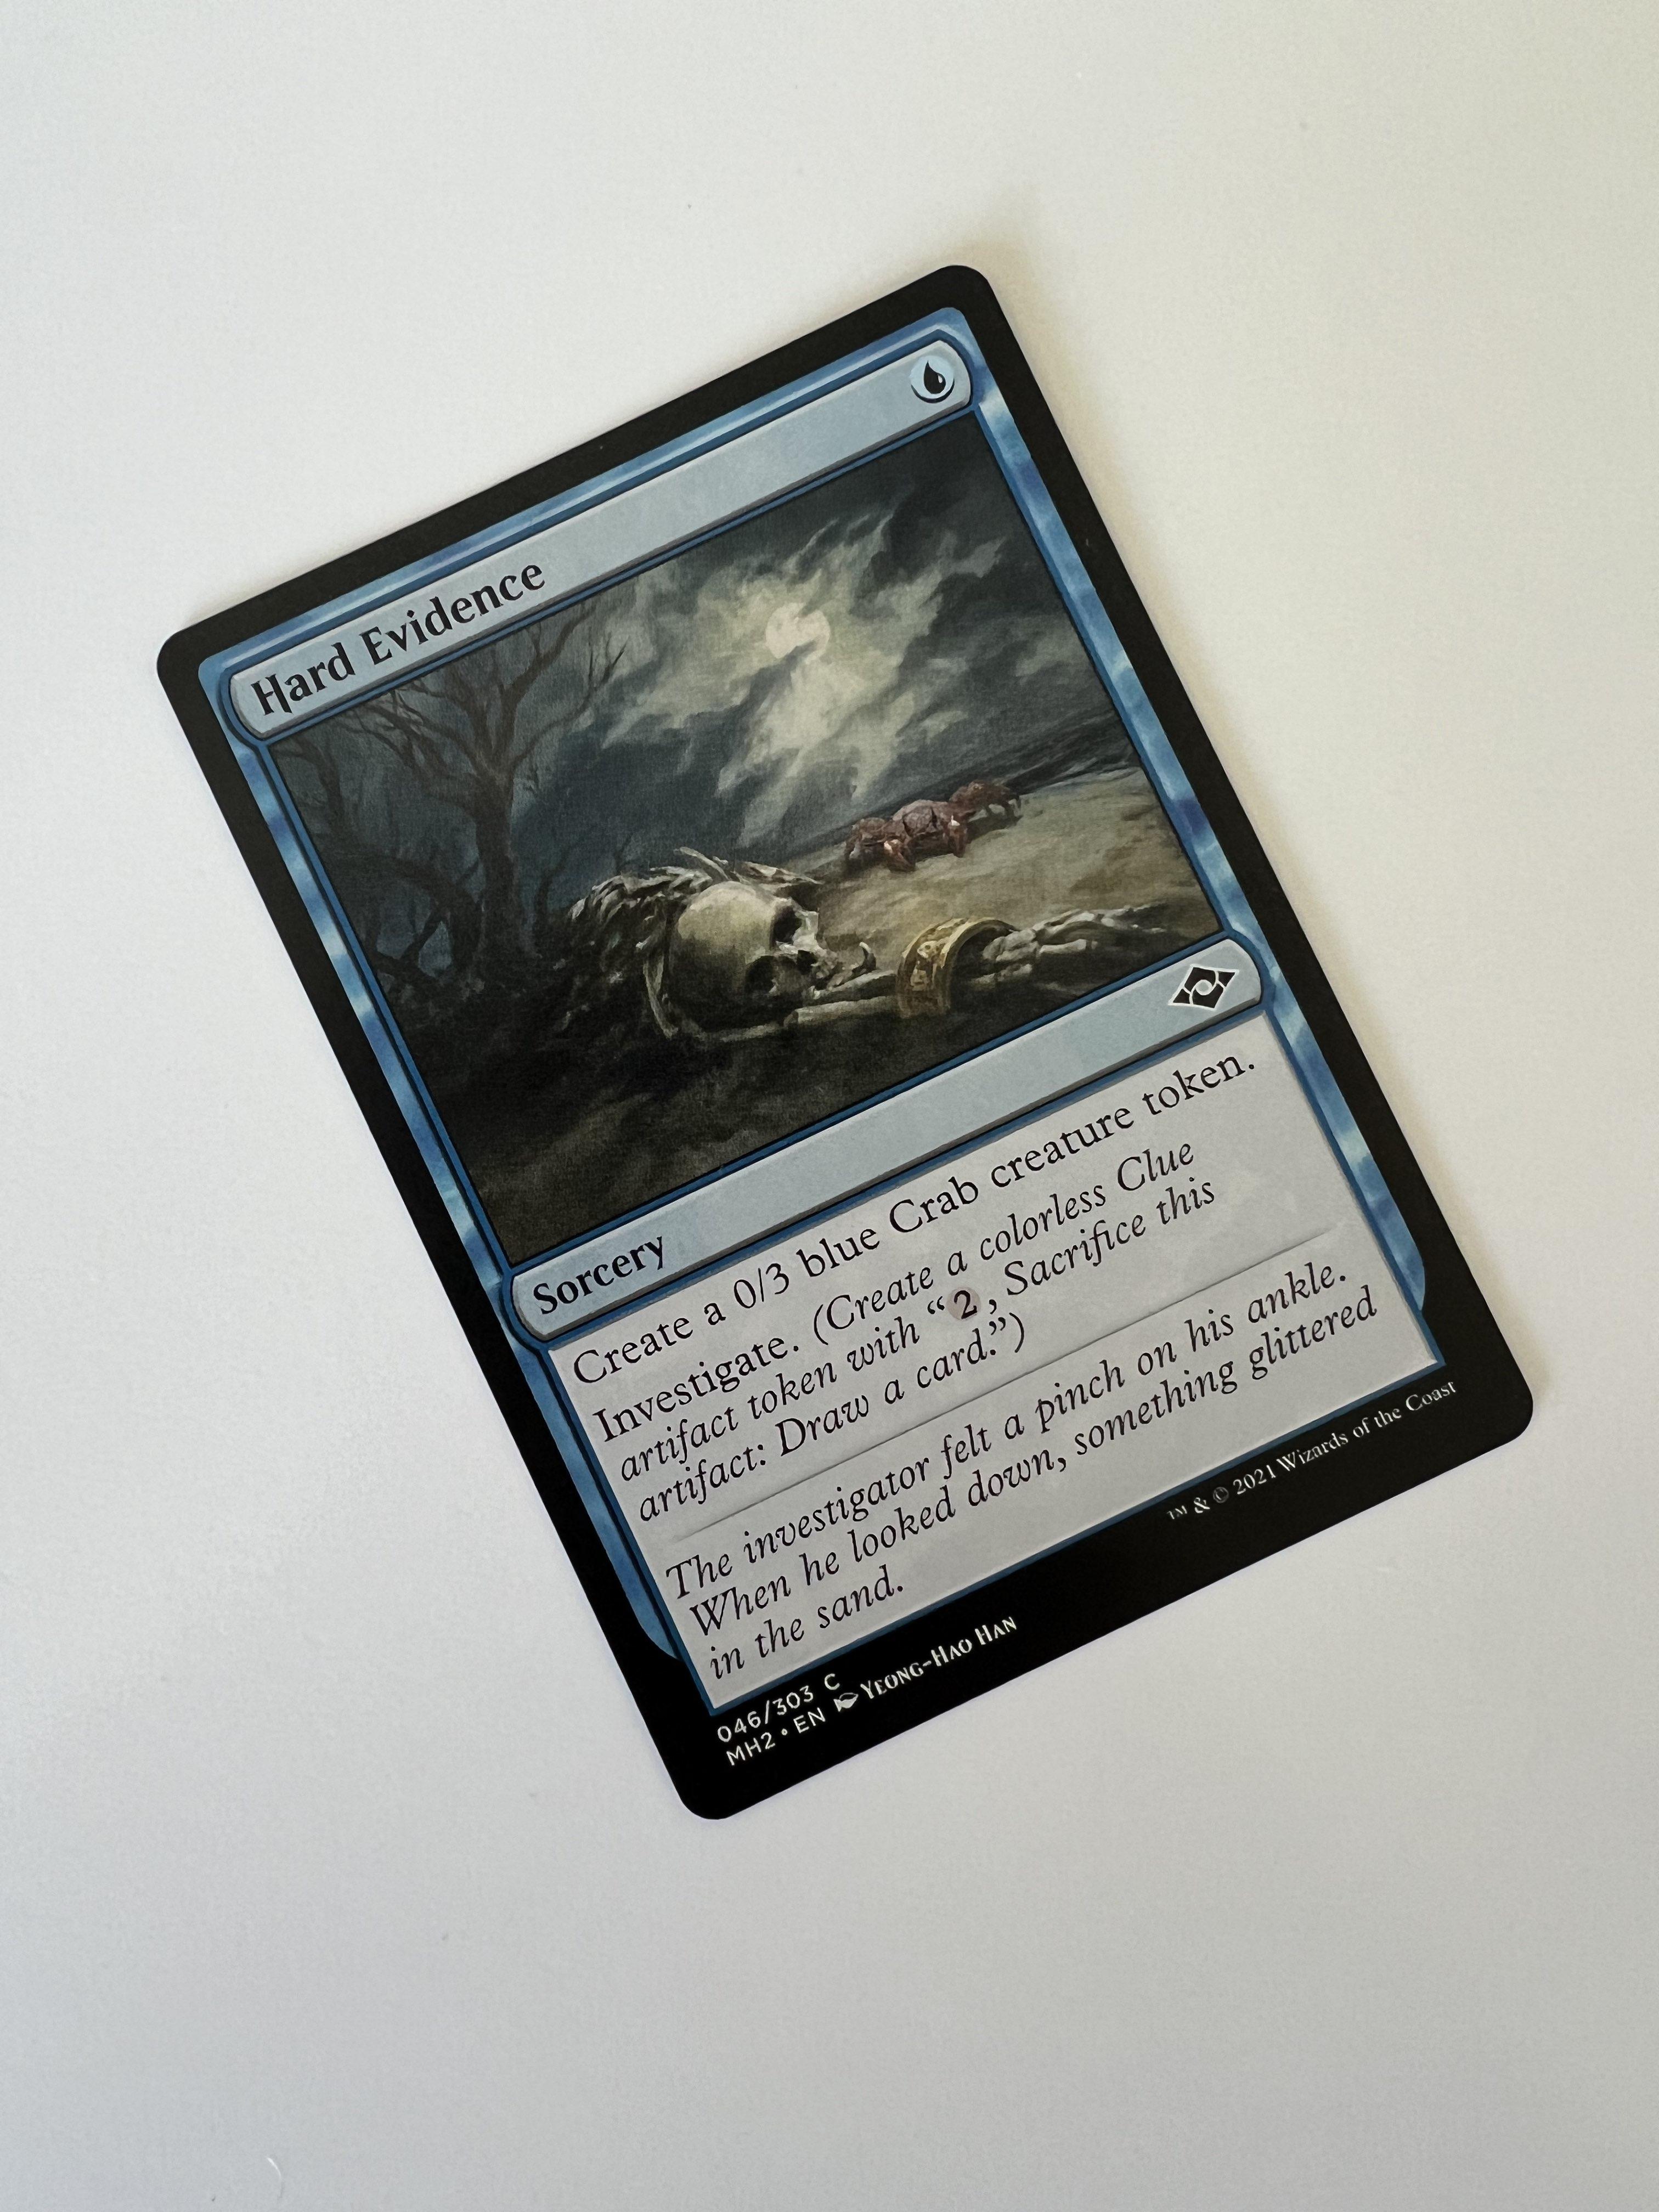 Hard Evidence
Sorcery
Create a 0/3 blue Crab creature token.
Investigate. (Create a colorless Clue
artifact token with “2, Sacrifice this
artifact: Draw a card.”)
The investigator felt a pinch on his ankle.
When he looked down, something glittered
in the sand.
046/303 C
MH2 • EN Yeong-Hao Han
™ & © 2021 Wizards of the Coast